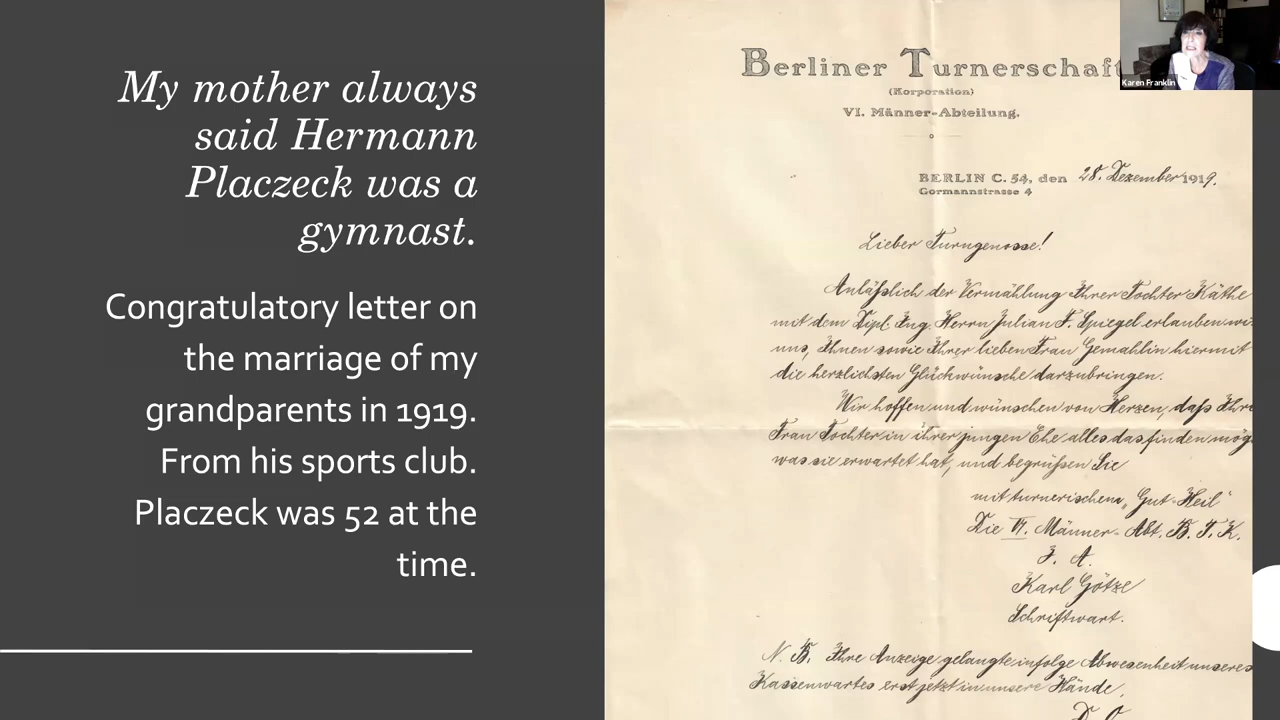 My mother always
said Hermann
Placzeck was a
gymnast.
Congratulatory letter on
the marriage of my
grandparents in 1919.
From his sports club.
Placzeck was 52 at the
time.
Berliner Turnerschaft
(Korporation)
VI. Männer-Abteilung.
BERLIN C. 54, den 28. Dezember 1919.
Gormannstrasse 4
Lieber Turngenosse!
Anläßlich der Vermählung Ihrer Tochter Käthe
mit dem Dipl. Ing. Herrn Julian F. Spiegel erlauben wi
uns, Ihnen sowie Ihrer lieben Frau Gemahlin hiermit
die herzlichsten Glückwünsche darzubringen.
Wir hoffen und wünschen von Herzen, daß Ihre
Frau Tochter in ihrer jungen Ehe alles das finden mög
was sie erwartet hat, und begrüßen Sie
mit turnerischem „Gut-Heil"
Die VI. Männer-Abt. B. T. K.
J. A.
Karl Götze
Schriftwart.
N. B. Ihre Anzeige gelangte infolge Abwesenheit unseres
Kassenwartes erst jetzt in unsere Hände.
D. O.
Karen Franklin